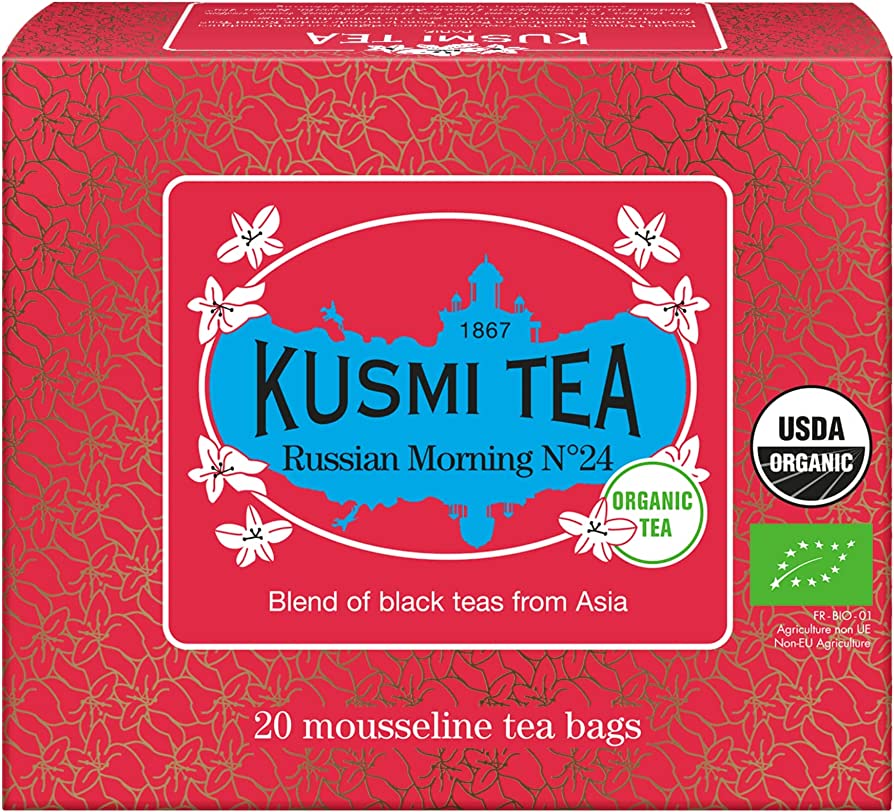 KUSMI TEA
PARIS
1867
KUSMI TEA
Russian Morning N°24
ORGANIC
TEA
Blend of black teas from Asia
20 mousseline tea bags
USDA
ORGANIC
FR-BIO-01
Agriculture non UE
Non-EU Agriculture